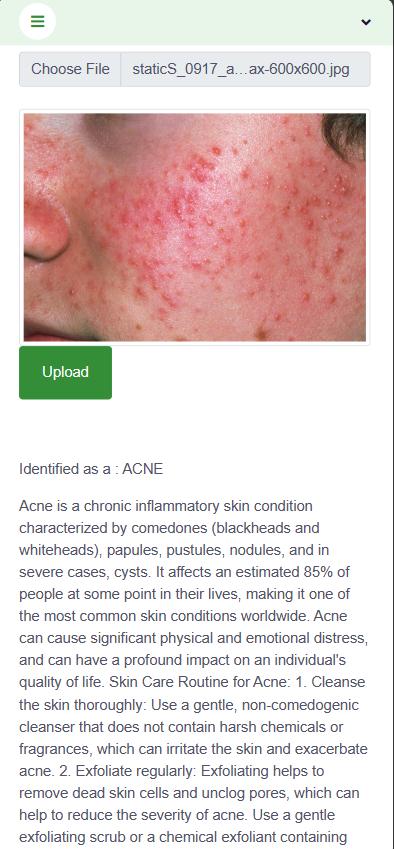 Choose File staticS_0917_a...ax-600x600.jpg
Upload
Identified as a : ACNE
Acne is a chronic inflammatory skin condition
characterized by comedones (blackheads and
whiteheads), papules, pustules, nodules, and in
severe cases, cysts. It affects an estimated 85% of
people at some point in their lives, making it one of
the most common skin conditions worldwide. Acne
can cause significant physical and emotional distress,
and can have a profound impact on an individual's
quality of life. Skin Care Routine for Acne: 1. Cleanse
the skin thoroughly: Use a gentle, non-comedogenic
cleanser that does not contain harsh chemicals or
fragrances, which can irritate the skin and exacerbate
acne. 2. Exfoliate regularly: Exfoliating helps to
remove dead skin cells and unclog pores, which can
help to reduce the severity of acne. Use a gentle
exfoliating scrub or a chemical exfoliant containing